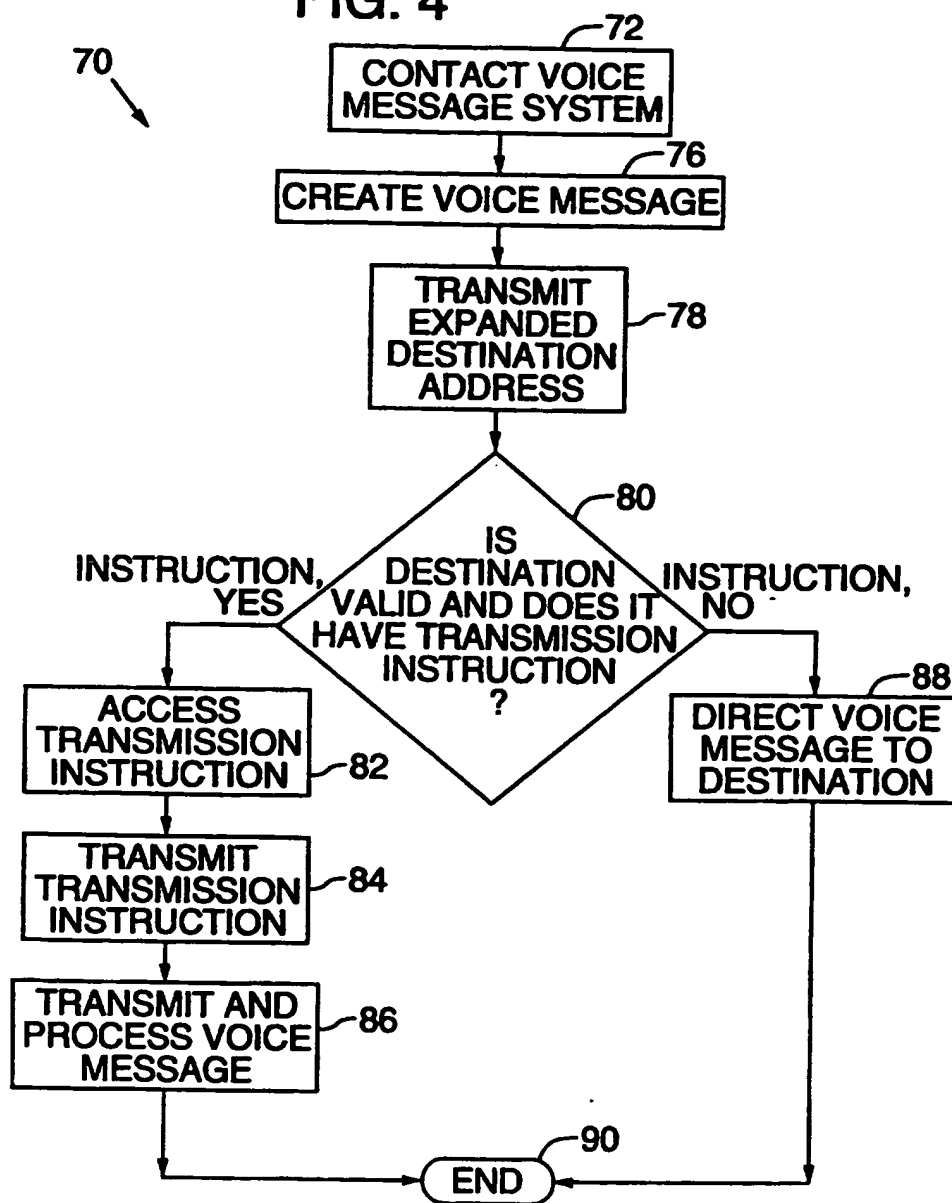 FIG. 4
70
72
CONTACT VOICE
MESSAGE SYSTEM
76
CREATE VOICE MESSAGE
TRANSMIT
EXPANDED
DESTINATION
ADDRESS
78
80
IS
DESTINATION
VALID AND DOES IT
HAVE TRANSMISSION
INSTRUCTION
?
INSTRUCTION,
YES
INSTRUCTION,
NO
ACCESS
TRANSMISSION
INSTRUCTION
82
88
DIRECT VOICE
MESSAGE TO
DESTINATION
TRANSMIT
TRANSMISSION
INSTRUCTION
84
TRANSMIT AND
PROCESS VOICE
MESSAGE
86
90
END